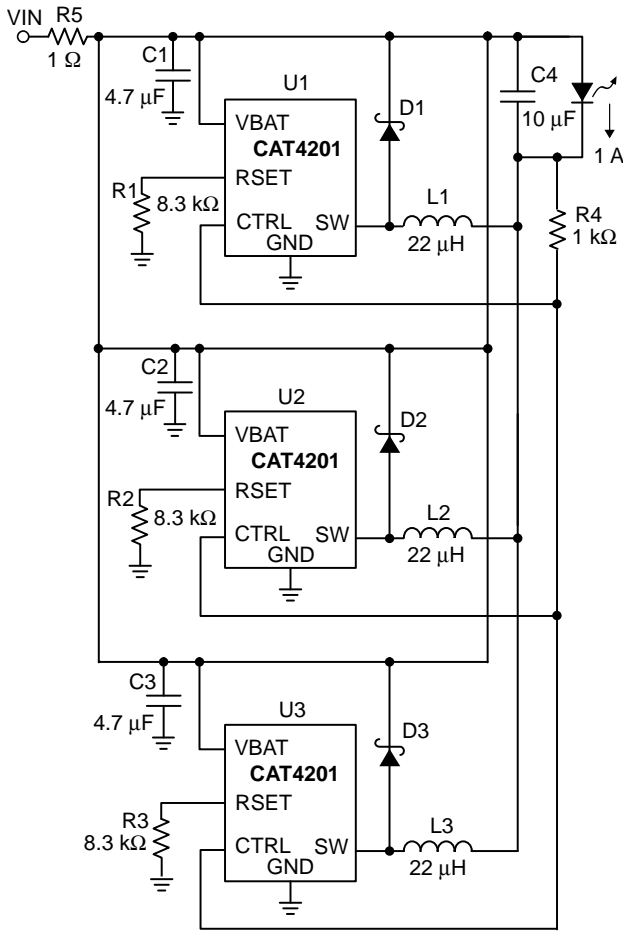 VIN
R5
1 Ω
C1
4.7 μF
U1
VBAT
CAT4201
RSET
CTRL SW
GND
R1
8.3 kΩ
D1
L1
22 μH
C4
10 μF
1 A
R4
1 kΩ
C2
4.7 μF
U2
VBAT
CAT4201
RSET
CTRL SW
GND
R2
8.3 kΩ
D2
L2
22 μH
C3
4.7 μF
U3
VBAT
CAT4201
RSET
CTRL SW
GND
R3
8.3 kΩ
D3
L3
22 μH